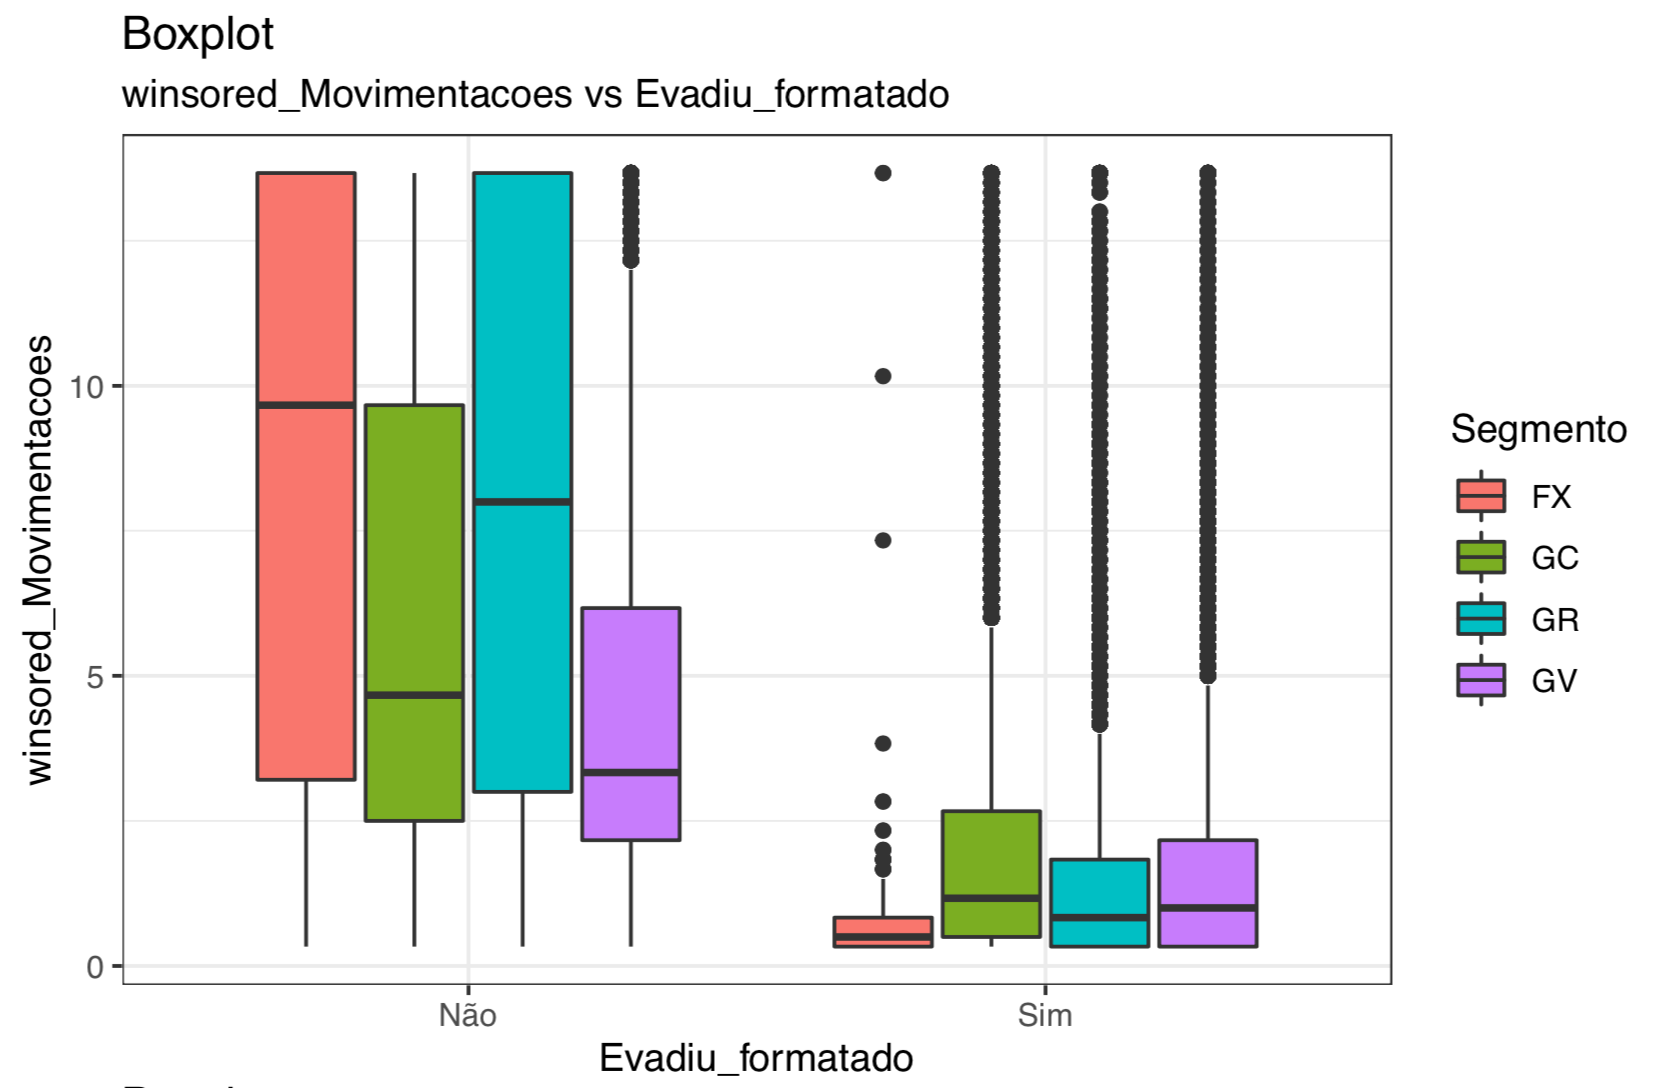 Boxplot
winsored_Movimentacoes vs Evadiu_formatado
winsored_Movimentacoes
10
5
0
Não
Sim
Evadiu_formatado
Segmento
FX
GC
GR
GV